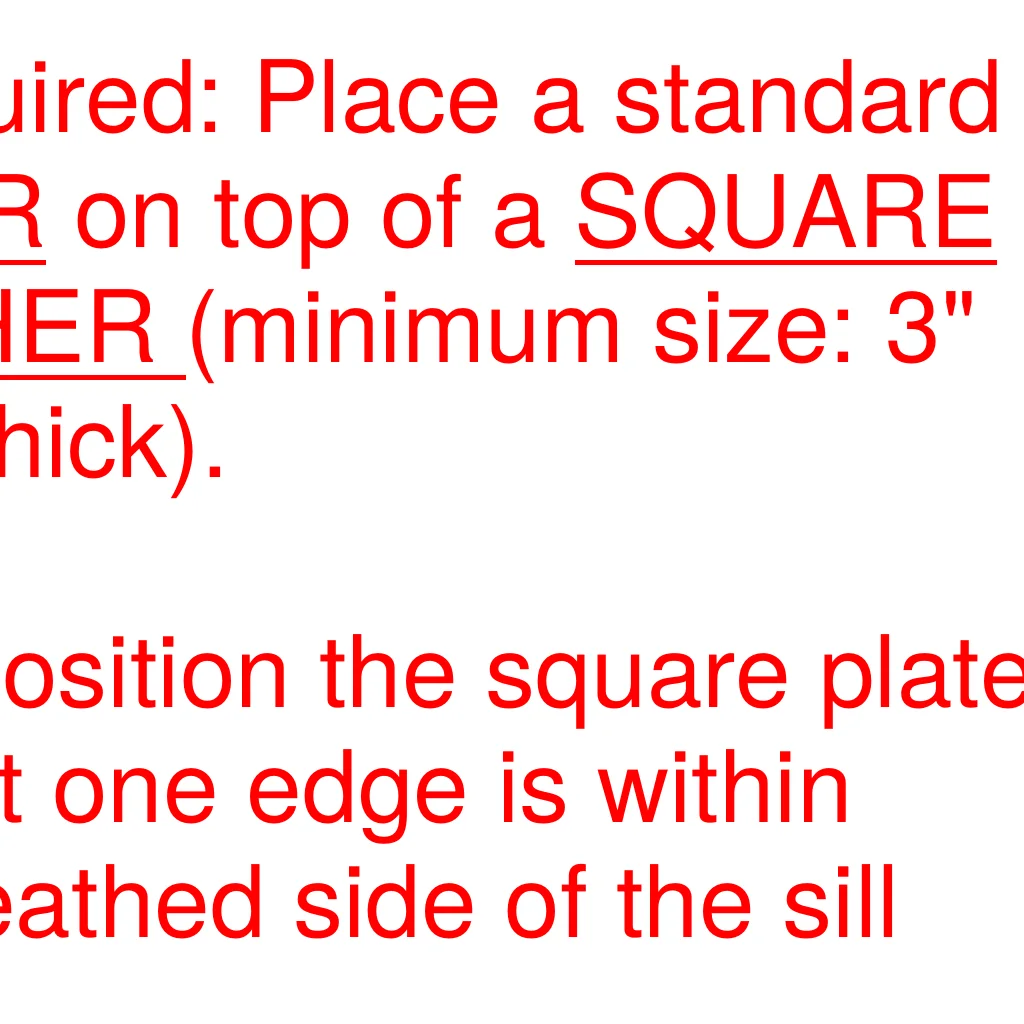 uired: Place a standard
R on top of a SQUARE
HER (minimum size: 3"
hick).
osition the square plate
t one edge is within
eathed side of the sill